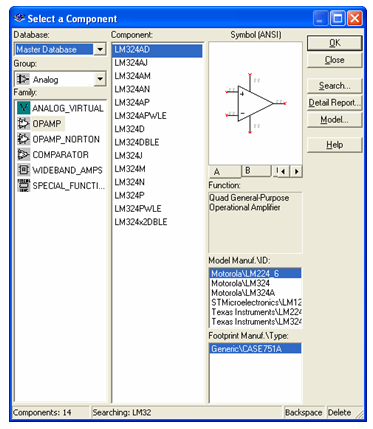 Select a Component
Database:
Master Database
Group:
Analog
Family:
ANALOG_VIRTUAL
OPAMP
OPAMP_NORTON
COMPARATOR
WIDEBAND_AMPS
SPECIAL_FUNCTI...
Component:
LM324AD
LM324AD
LM324AJ
LM324AM
LM324AN
LM324AP
LM324APWLE
LM324D
LM324DBLE
LM324J
LM324M
LM324N
LM324P
LM324PWLE
LM324x2DBLE
Symbol (ANSI)
A
B
Function:
Quad General-Purpose
Operational Amplifier
Model Manuf.\ID:
Motorola\LM224_6
Motorola\LM324
Motorola\LM324A
STMicroelectronics\LM12
Texas Instruments\LM224
Texas Instruments\LM324
Footprint Manuf.\Type:
Generic\CASE751A
OK
Close
Search...
Detail Report...
Model...
Help
Components: 14
Searching: LM32
Backspace
Delete